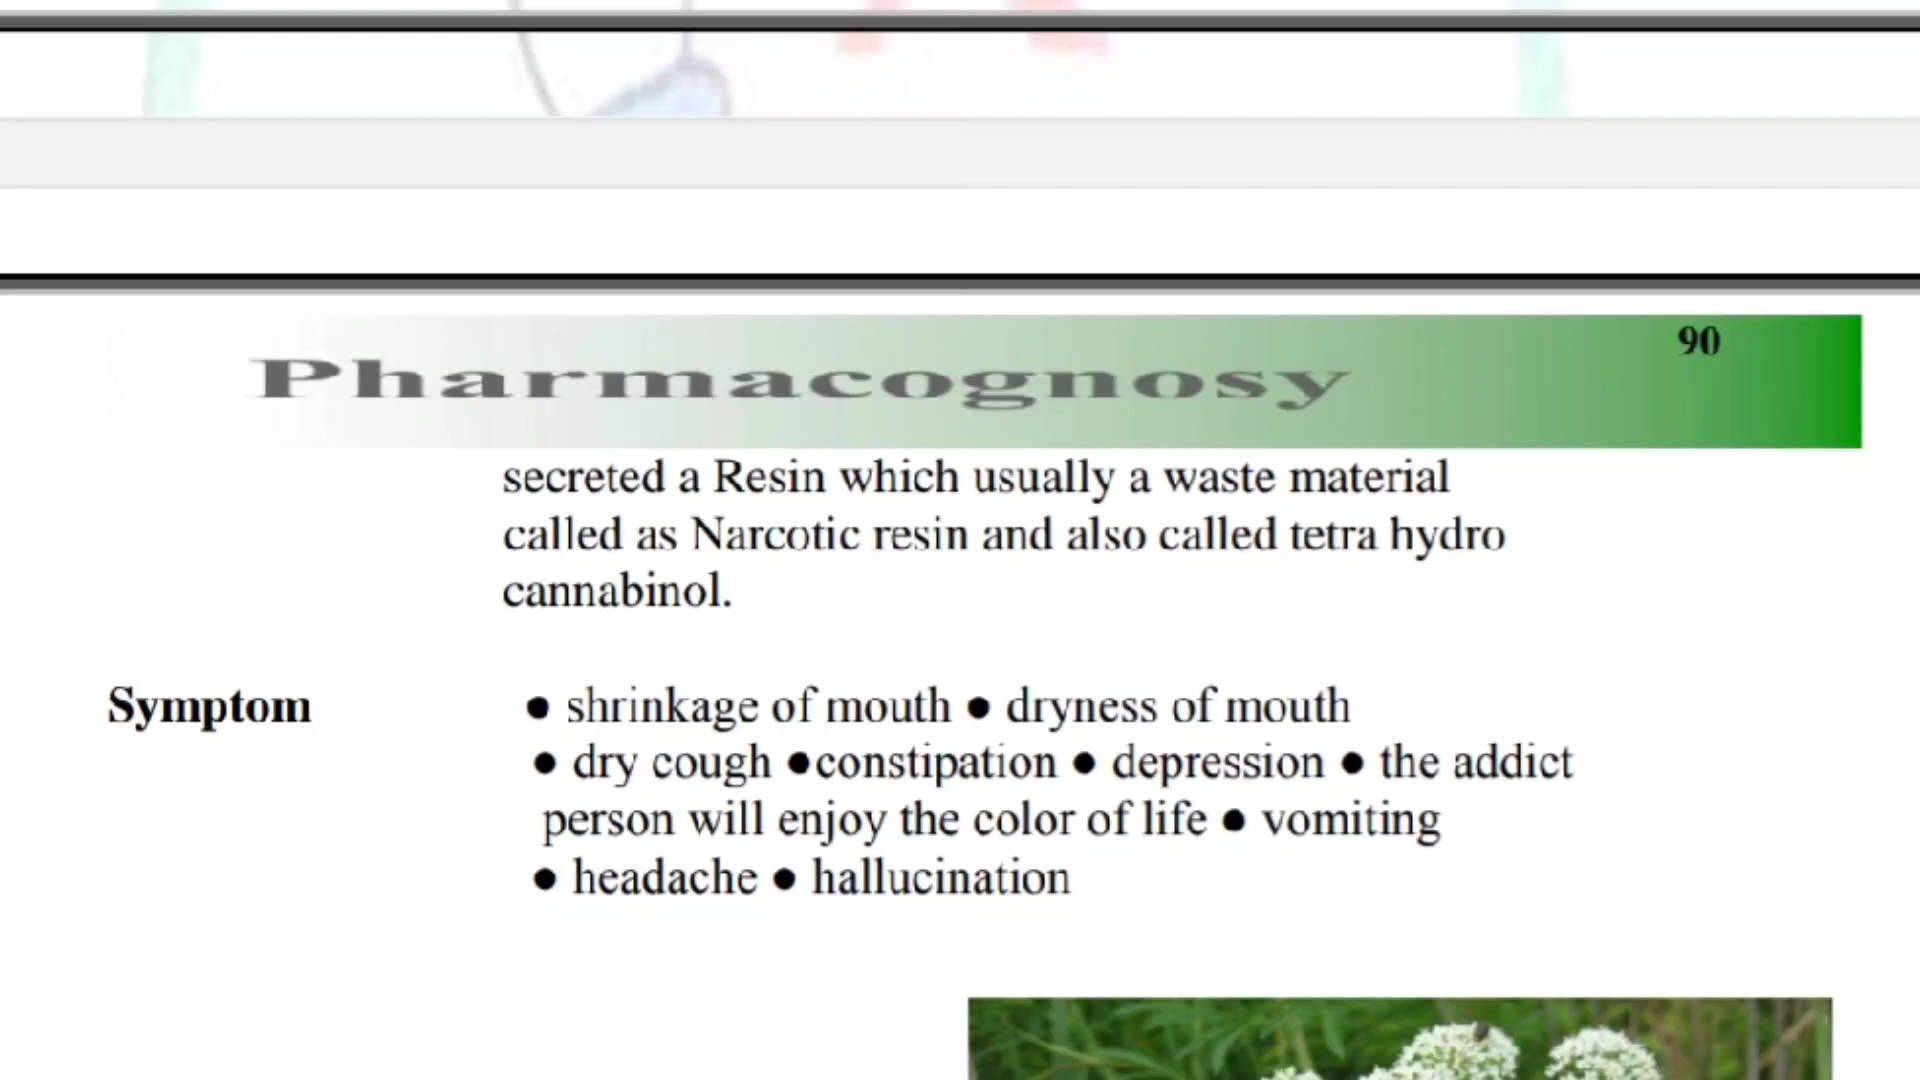 90
Pharmacognosy
secreted a Resin which usually a waste material
called as Narcotic resin and also called tetra hydro
cannabinol.
Symptom ● shrinkage of mouth ● dryness of mouth
● dry cough ●constipation ● depression ● the addict
person will enjoy the color of life ● vomiting
● headache ● hallucination